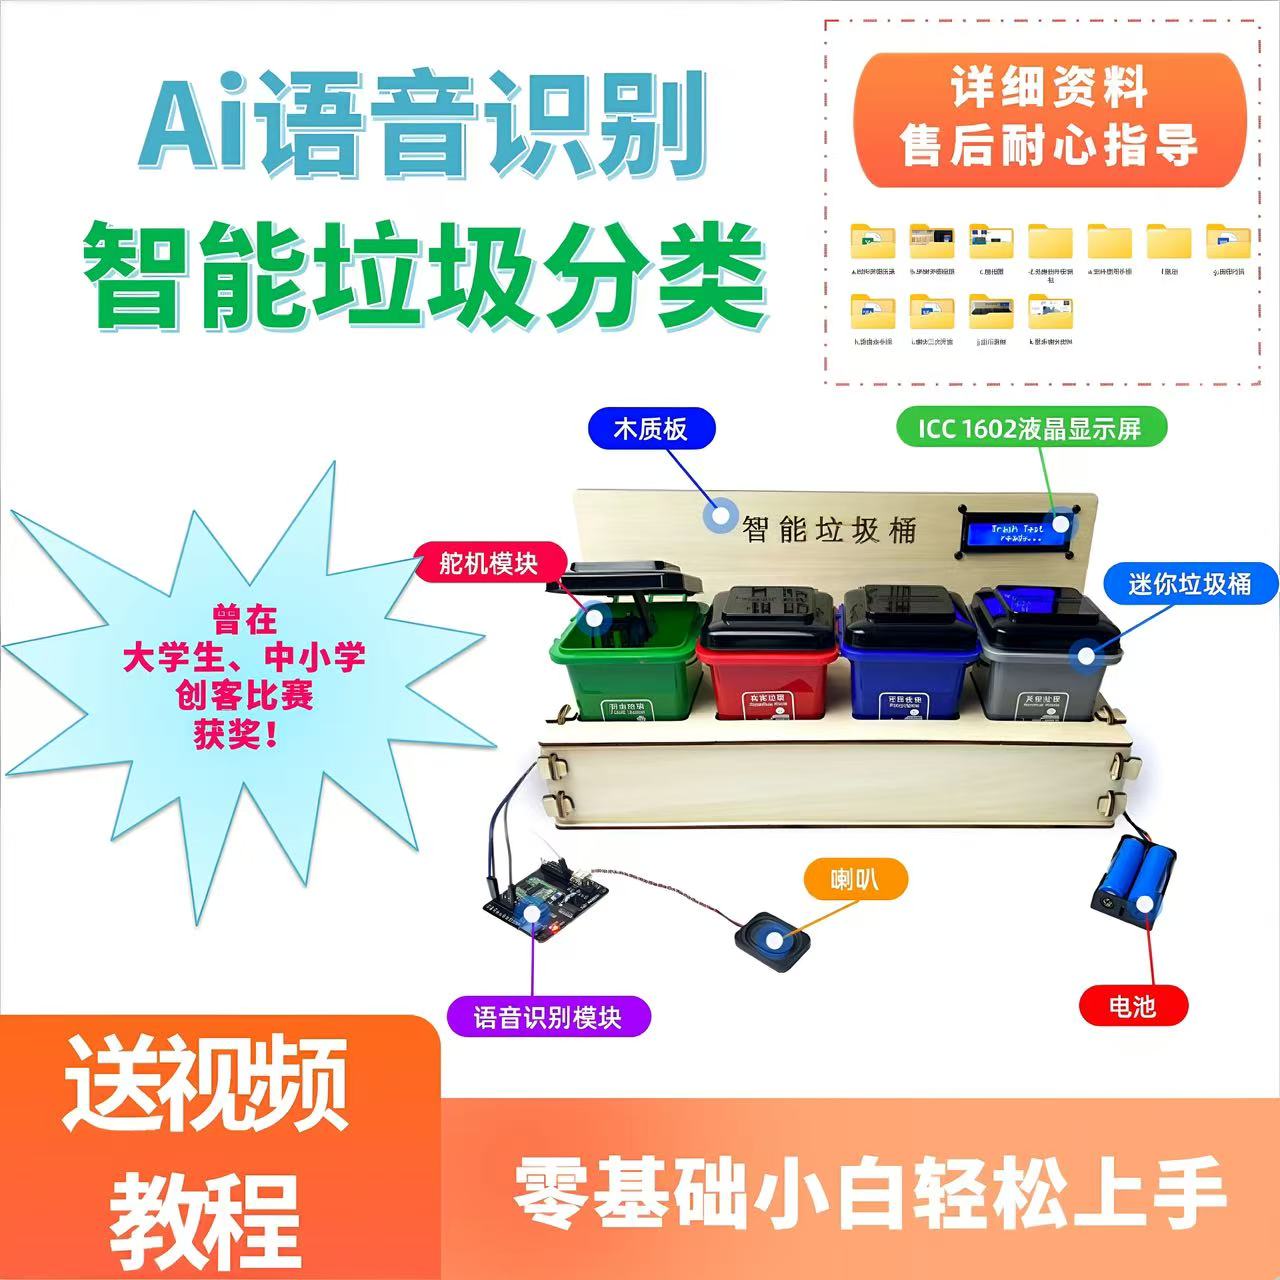 Ai语音识别
智能垃圾分类
详细资料
售后耐心指导
木质板
ICC 1602液晶显示屏
智能垃圾桶
舵机模块
迷你垃圾桶
曾在
大学生、中小学
创客比赛
获奖！
喇叭
语音识别模块
电池
送视频
教程
零基础小白轻松上手